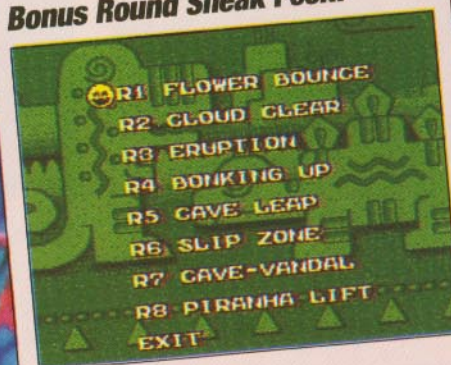 Bonus Round Sneak
R1 FLOWER BOUNCE
R2 CLOUD CLEAR
R3 ERUPTION
R4 BONKING UP
R5 CAVE LEAP
R6 SLIP ZONE
R7 CAVE-VANDAL
R8 PIRANHA LIFT
EXIT